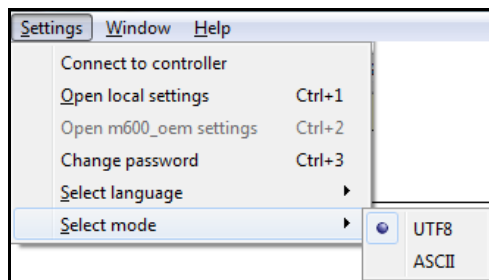 Settings Window Help
Connect to controller
Open local settings Ctrl+1
Open m600_oem settings Ctrl+2
Change password Ctrl+3
Select language
Select mode
UTF8
ASCII